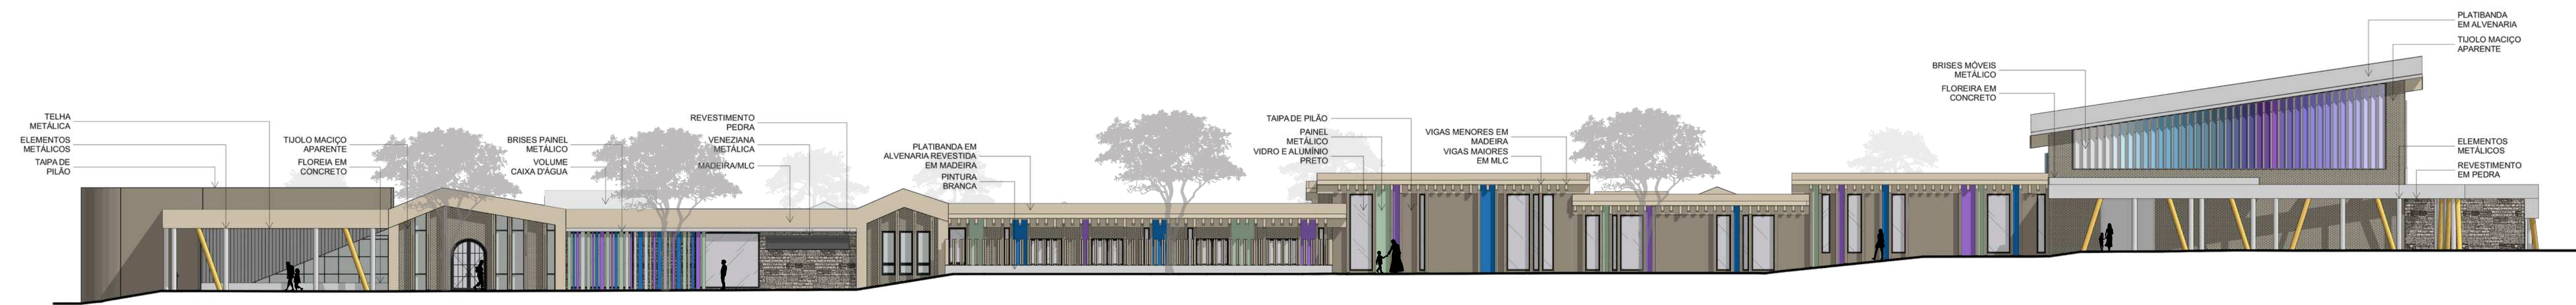 TELHA
METÁLICA
ELEMENTOS
METÁLICOS
TAIPA DE
PILÃO
TIJOLO MACIÇO
APARENTE
FLOREIA EM
CONCRETO
BRISES PAINEL
METÁLICO
VOLUME
CAIXA D'ÁGUA
REVESTIMENTO
PEDRA
VENEZIANA
METÁLICA
MADEIRA/MLC
PLATIBANDA EM
ALVENARIA REVESTIDA
EM MADEIRA
PINTURA
BRANCA
TAIPA DE PILÃO
PAINEL
METÁLICO
VIDRO E ALUMÍNIO
PRETO
VIGAS MENORES EM
MADEIRA
VIGAS MAIORES
EM MLC
BRISES MÓVEIS
METÁLICO
FLOREIRA EM
CONCRETO
PLATIBANDA
EM ALVENARIA
TIJOLO MACIÇO
APARENTE
ELEMENTOS
METÁLICOS
REVESTIMENTO
EM PEDRA